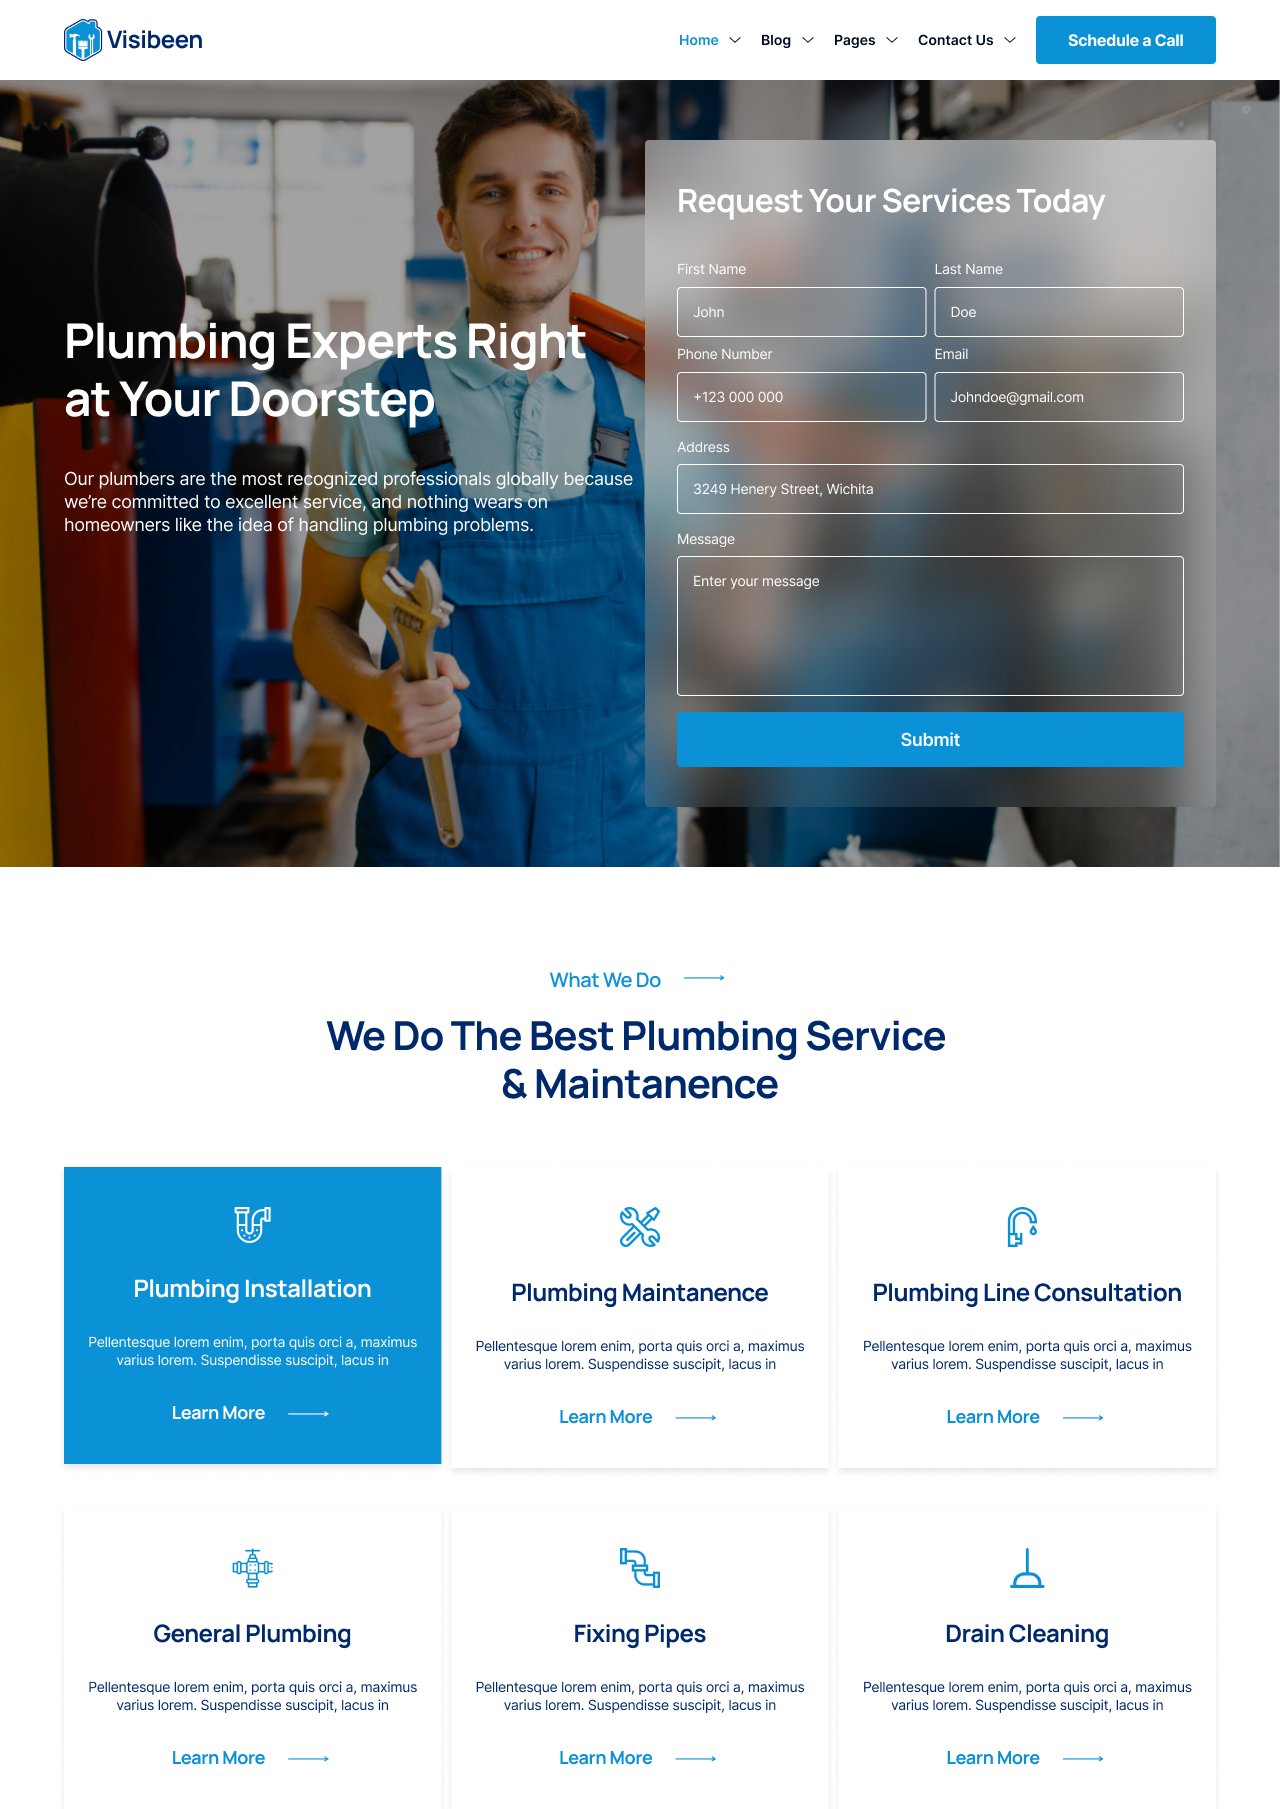 Visibeen
Home
Blog
Pages
Contact Us
Schedule a Call
Plumbing Experts Right
at Your Doorstep
Our plumbers are the most recognized professionals globally because
we’re committed to excellent service, and nothing wears on
homeowners like the idea of handling plumbing problems.
Request Your Services Today
First Name
Last Name
John
Doe
Phone Number
Email
+123 000 000
Johndoe@gmail.com
Address
3249 Henery Street, Wichita
Message
Enter your message
Submit
What We Do
We Do The Best Plumbing Service
& Maintanence
Plumbing Installation
Pellentesque lorem enim, porta quis orci a, maximus
varius lorem. Suspendisse suscipit, lacus in
Learn More
Plumbing Maintanence
Pellentesque lorem enim, porta quis orci a, maximus
varius lorem. Suspendisse suscipit, lacus in
Learn More
Plumbing Line Consultation
Pellentesque lorem enim, porta quis orci a, maximus
varius lorem. Suspendisse suscipit, lacus in
Learn More
General Plumbing
Pellentesque lorem enim, porta quis orci a, maximus
varius lorem. Suspendisse suscipit, lacus in
Learn More
Fixing Pipes
Pellentesque lorem enim, porta quis orci a, maximus
varius lorem. Suspendisse suscipit, lacus in
Learn More
Drain Cleaning
Pellentesque lorem enim, porta quis orci a, maximus
varius lorem. Suspendisse suscipit, lacus in
Learn More